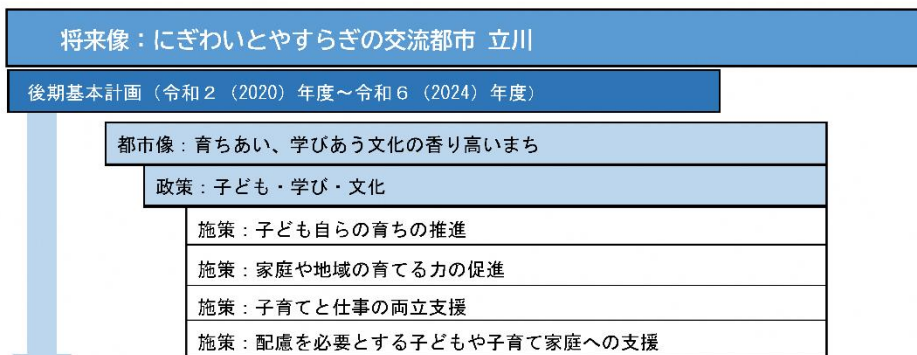 将来像：にぎわいとやすらぎの交流都市 立川
後期基本計画（令和２（2020）年度～令和６（2024）年度）
都市像：育ちあい、学びあう文化の香り高いまち
政策：子ども・学び・文化
施策：子ども自らの育ちの推進
施策：家庭や地域の育てる力の促進
施策：子育てと仕事の両立支援
施策：配慮を必要とする子どもや子育て家庭への支援